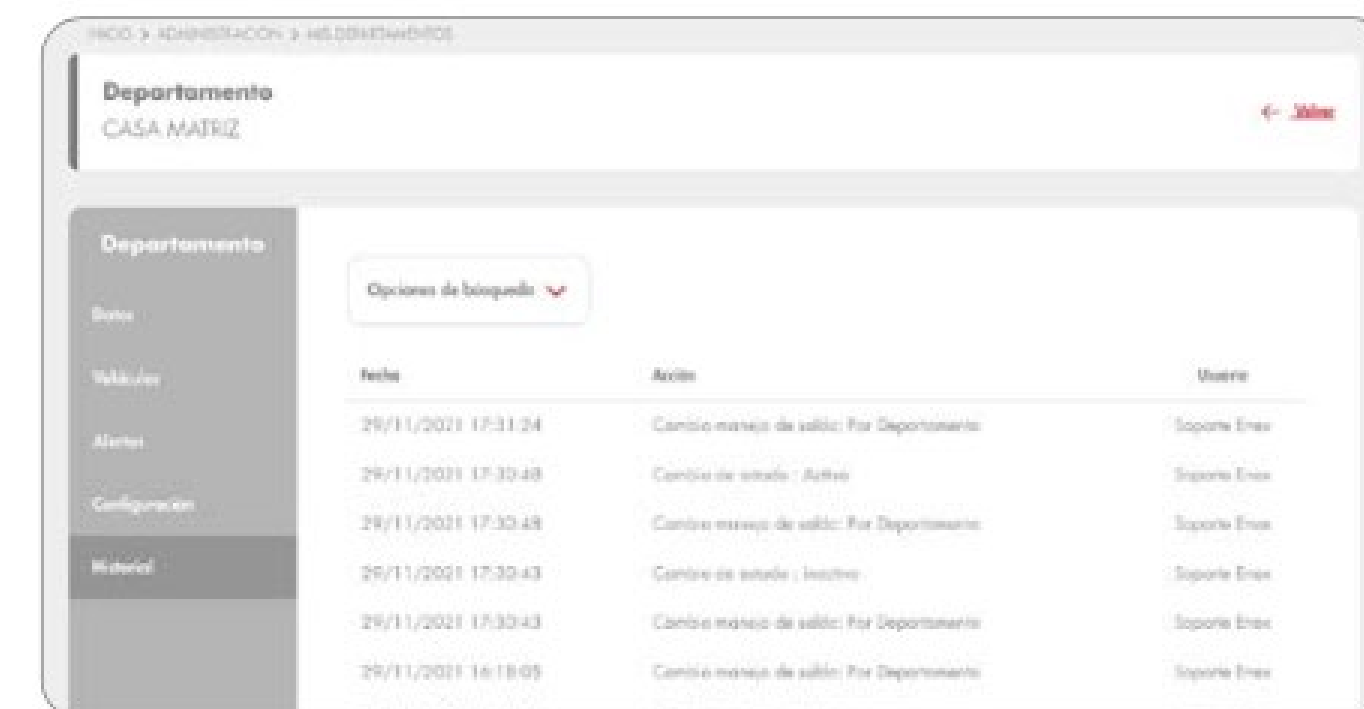 INICIO > ADMINISTRACIÓN > MIS DEPARTAMENTOS
Departamento
CASA MATRIZ
← Volver
Departamento
Datos
Vehículos
Alertas
Configuración
Historial
Opciones de búsqueda
Fecha Acción Usuario
29/11/2021 17:31:24 Cambio manejo de saldo: Por Departamento Soporte Enex
29/11/2021 17:30:48 Cambio de estado : Activo Soporte Enex
29/11/2021 17:30:48 Cambio manejo de saldo: Por Departamento Soporte Enex
29/11/2021 17:30:43 Cambio de estado : Inactivo Soporte Enex
29/11/2021 17:30:43 Cambio manejo de saldo: Por Departamento Soporte Enex
29/11/2021 16:18:05 Cambio manejo de saldo: Por Departamento Soporte Enex